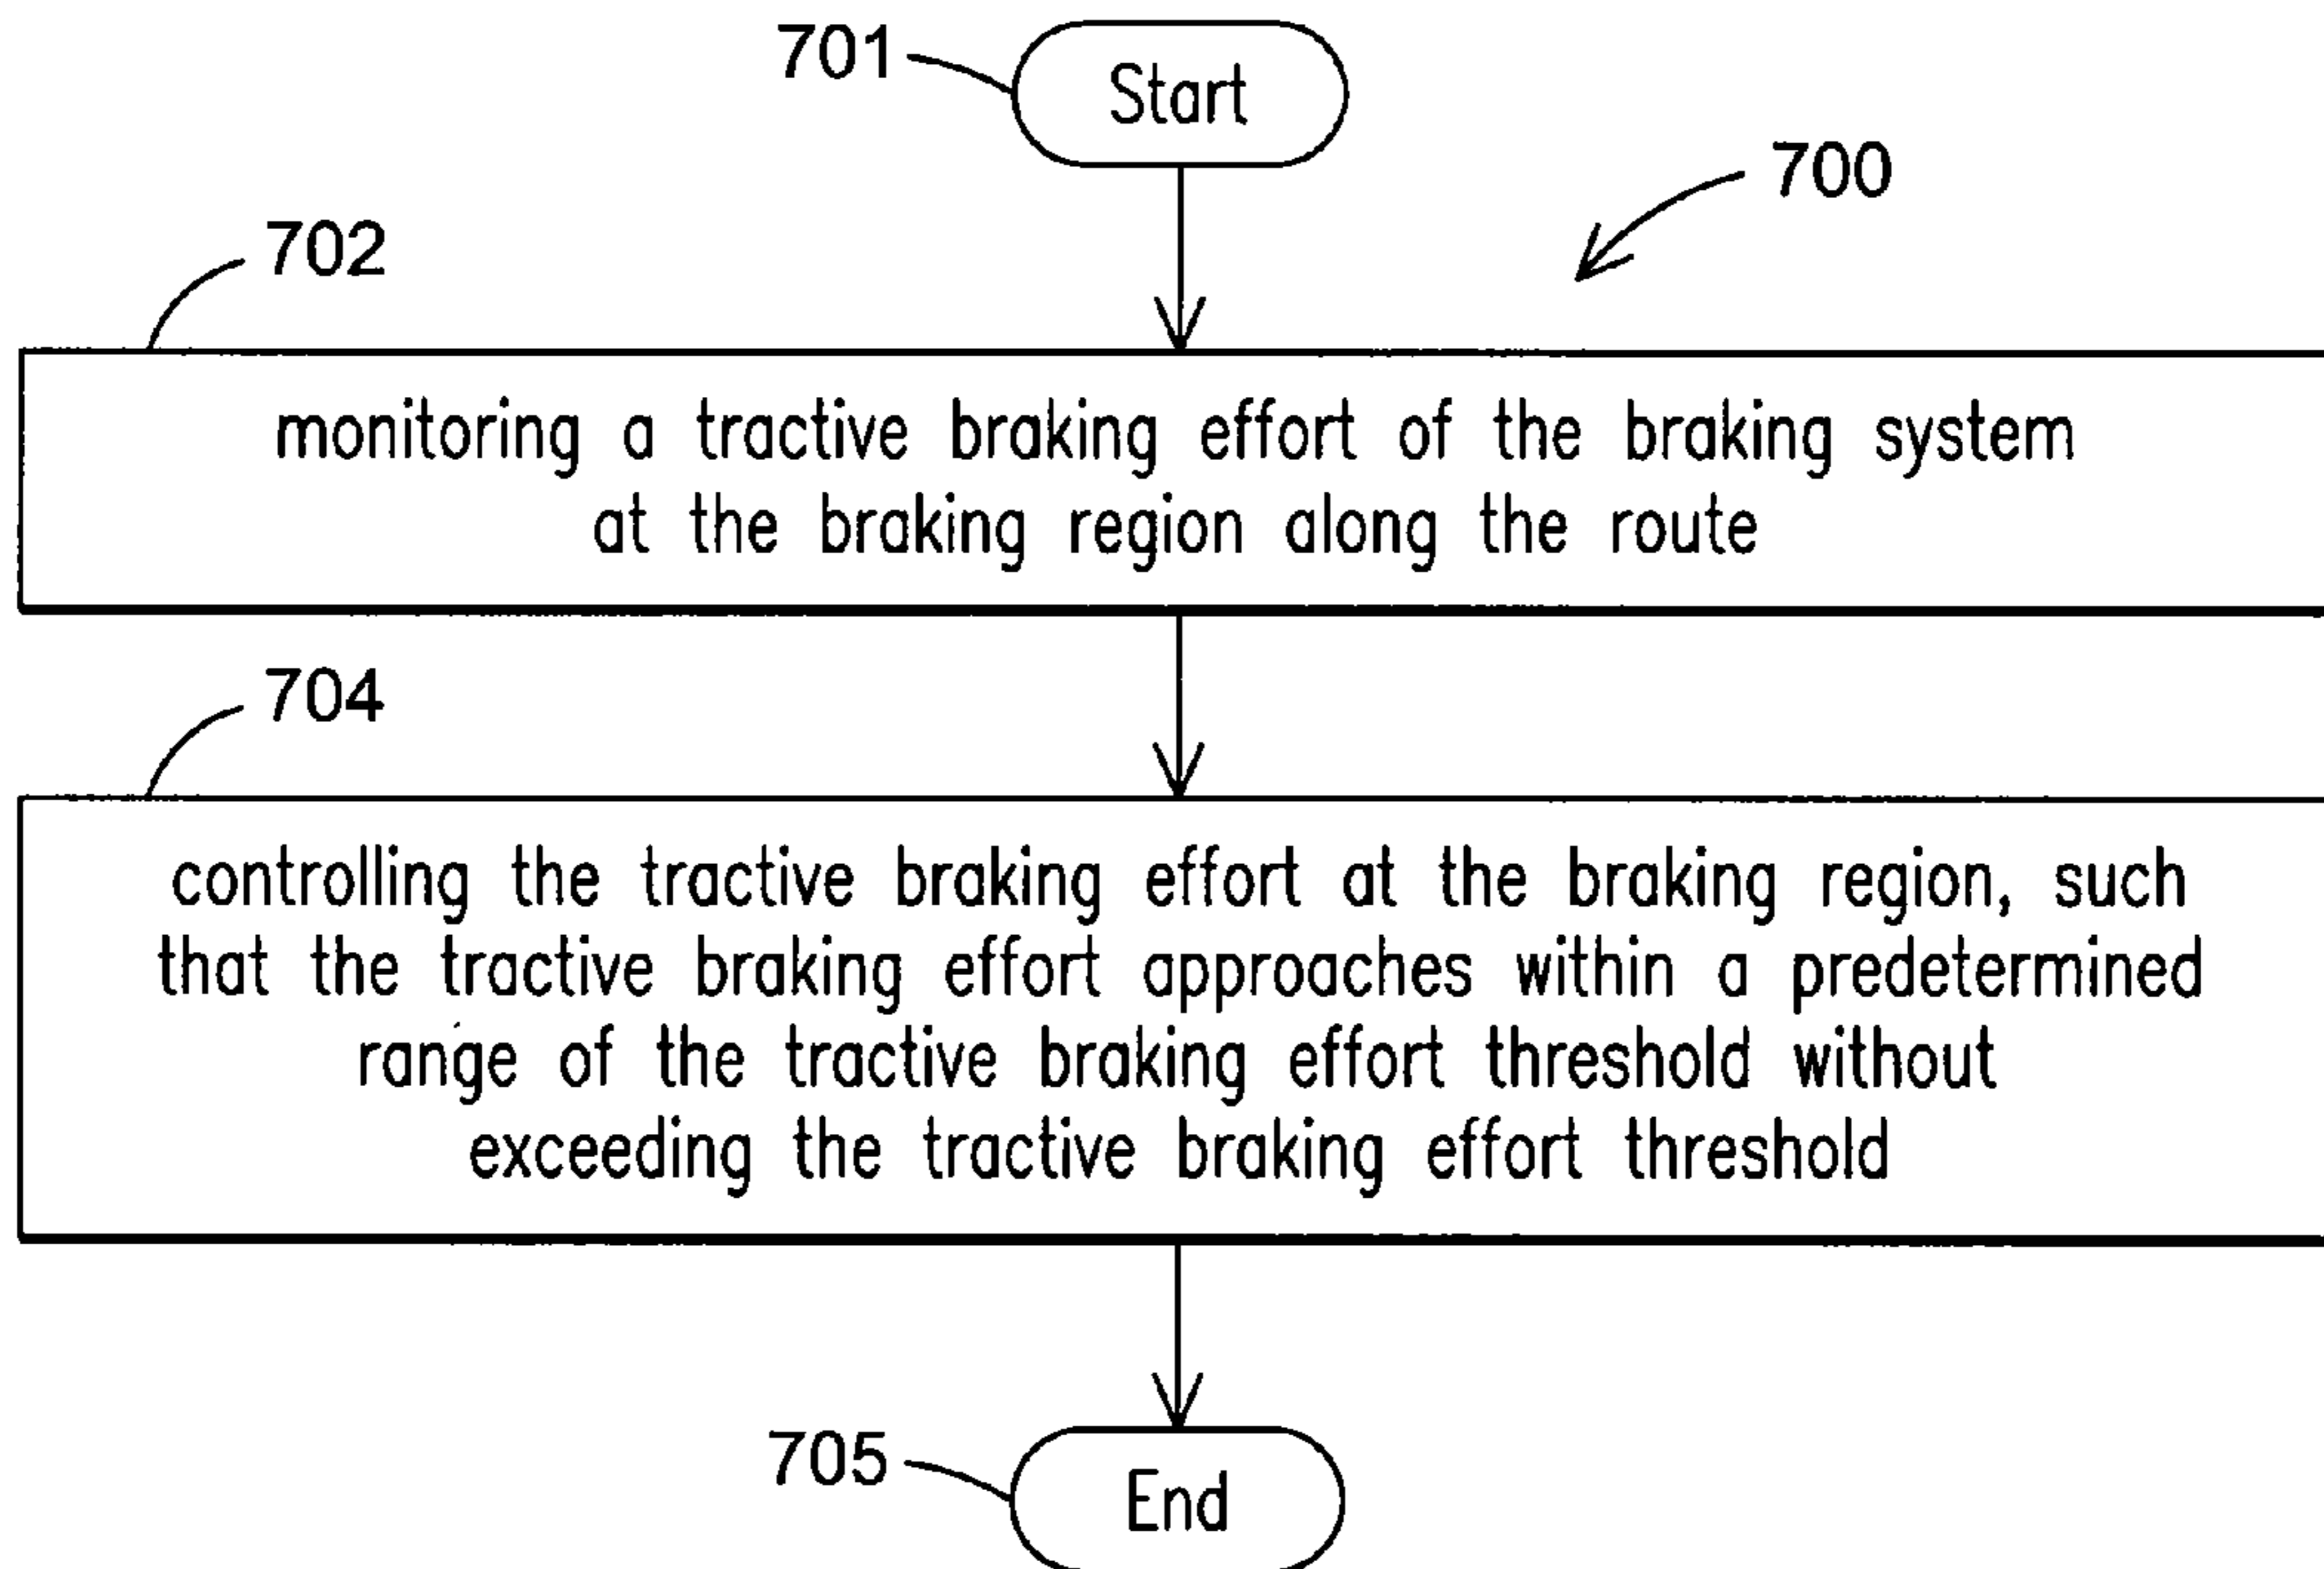 701
Start
700
702
monitoring a tractive braking effort of the braking system
at the braking region along the route
704
controlling the tractive braking effort at the braking region, such
that the tractive braking effort approaches within a predetermined
range of the tractive braking effort threshold without
exceeding the tractive braking effort threshold
705
End